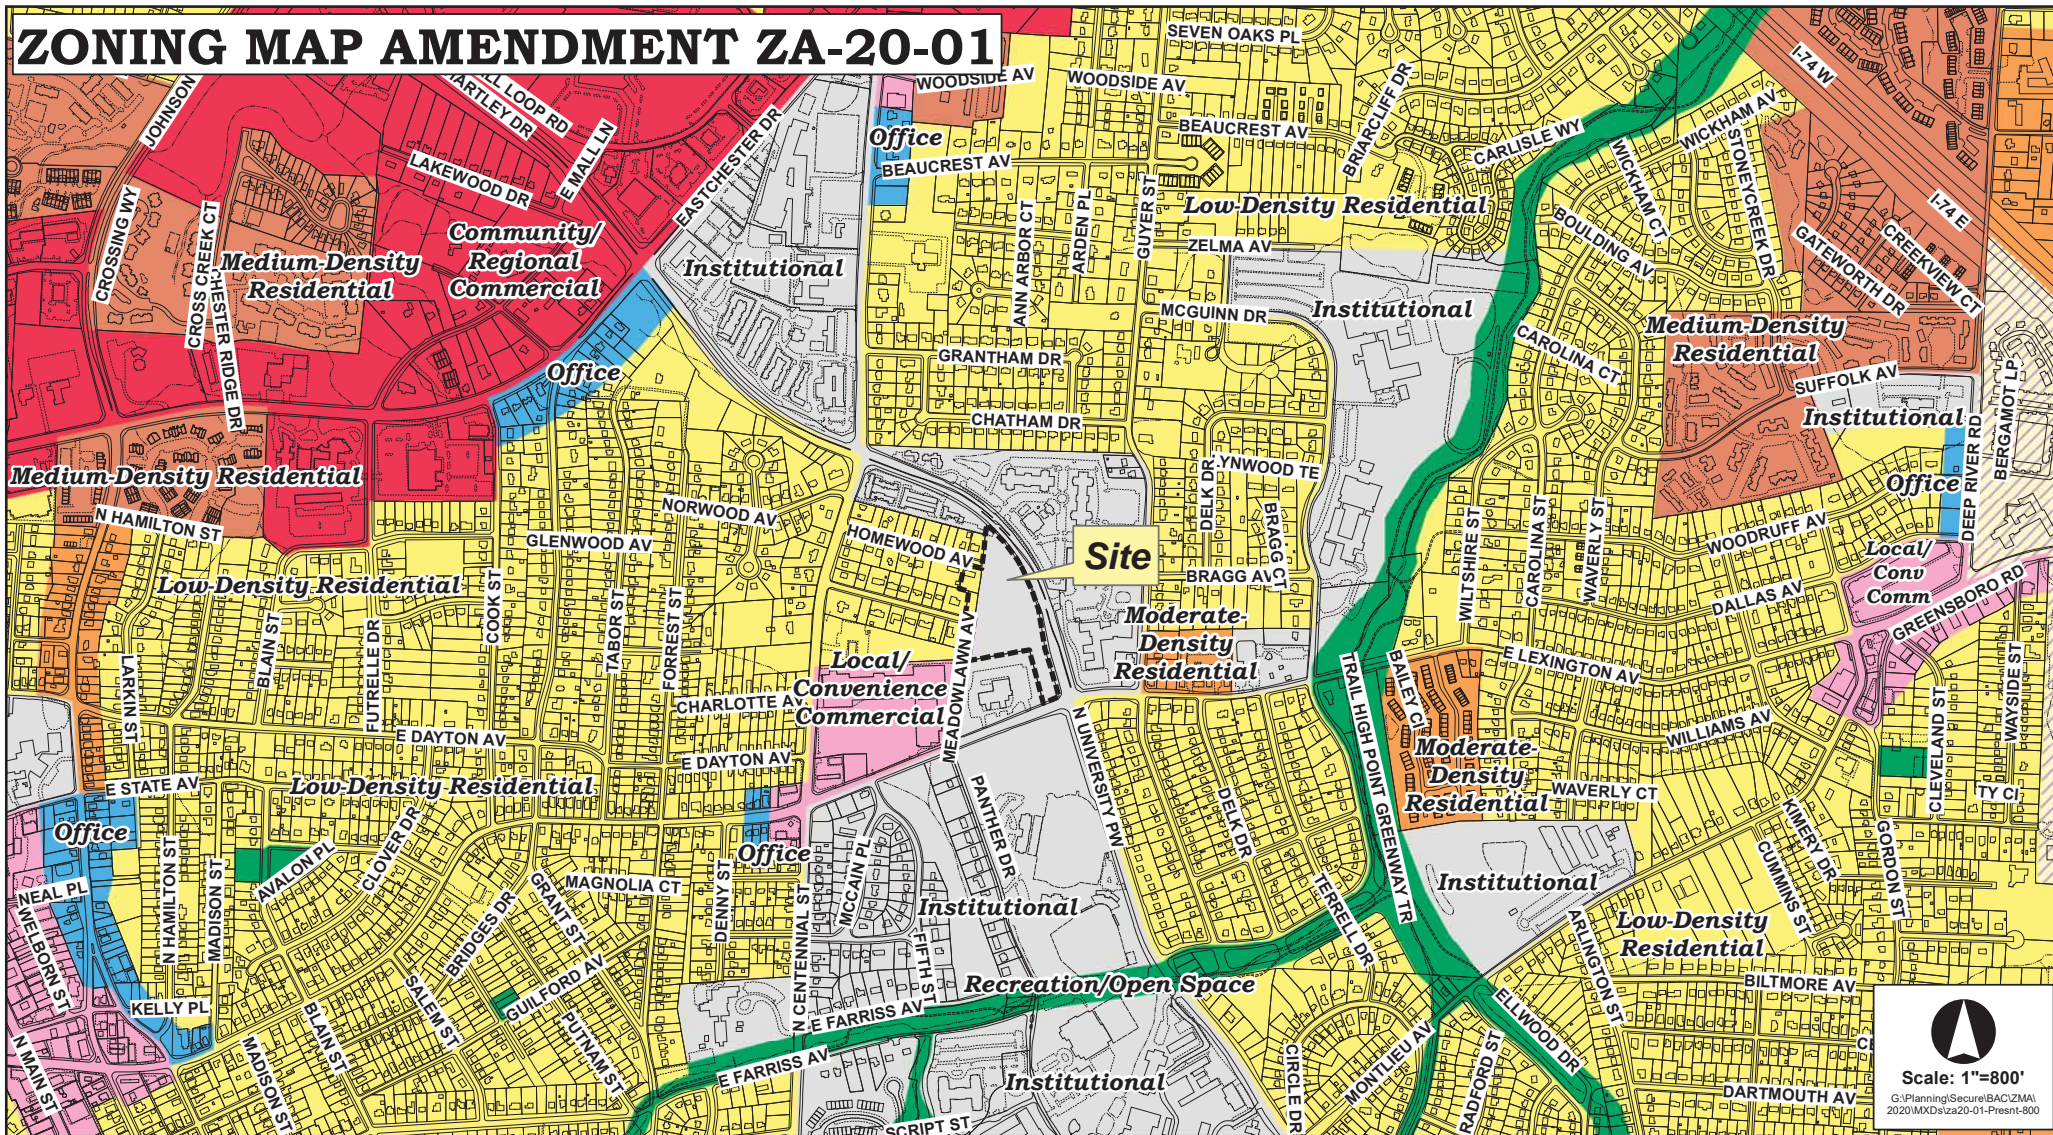 ZONING MAP AMENDMENT ZA-20-01
SEVEN OAKS PL
I-74 W
WOODSIDE AV
WOODSIDE AV
JOHNSON
LL LOOP RD
HARTLEY DR
E MALL N
EASTCHESTER DR
Office
BEAUCREST AV
BEAUCREST AV
BRIARCLIFF DR
CARLISLE WY
WICKHAM AV
STONEYCREEK DR
WICKHAM CT
LAKEWOOD DR
CROSSING WY
CROSS CREEK CT
CHESTER RIDGE DR
Medium-Density
Residential
Community/
Regional
Commercial
Institutional
ANN ARBOR CT
ARDEN PL
GUYER ST
Low-Density Residential
ZELMA AV
BOULDING AV
I-74 E
GATEWORTH DR
CREEKVIEW CT
MCGUINN DR
Institutional
CAROLINA CT
Medium-Density
Residential
GRANTHAM DR
Office
SUFFOLK AV
BERGAMOT LP
Institutional
DEEP RIVER RD
CHATHAM DR
Medium-Density Residential
N HAMILTON ST
NORWOOD AV
GLENWOOD AV
HOMEWOOD AV
DELK DR
YNWOOD TE
BRAGG CT
Site
BRAGG AV
WILTSHIRE ST
CAROLINA ST
WAVERLY ST
WOODRUFF AV
Office
Local/
Conv
Comm
DALLAS AV
GREENSBORO RD
Low-Density Residential
COOK ST
TABOR ST
FORREST ST
MEADOWLAWN AV
Moderate-
Density
Residential
LARKIN ST
BLAIN ST
FUTRELLE DR
Local/
Convenience
Commercial
CHARLOTTE AV
E DAYTON AV
E DAYTON AV
N UNIVERSITY PW
TRAIL HIGH POINT GREENWAY TR
BAILEY CI
E LEXINGTON AV
WILLIAMS AV
CLEVELAND ST
WAYSIDE ST
Moderate-
Density
Residential
WAVERLY CT
TY CI
E STATE AV
Low-Density Residential
Office
CLOVER DR
AVALON PL
N HAMILTON ST
MADISON ST
NEAL PL
WELBORN ST
KELLY PL
N MAIN ST
MADISON ST
BLAIN ST
SALEM ST
BRIDGES DR
GRANT ST
MAGNOLIA CT
GUILFORD AV
PUTNAM ST
DENNY ST
Office
N CENTENNIAL ST
MCCAIN PL
FIFTH ST
PANTHER DR
Institutional
DELK DR
TERRELL DR
Institutional
KIMERY DR
CUMMINS ST
GORDON ST
ARLINGTON ST
Low-Density
Residential
Recreation/Open Space
E FARRISS AV
E FARRISS AV
BILTMORE AV
ELLWOOD DR
MONTLIEU AV
RADFORD ST
CIRCLE DR
Institutional
SCRIPT ST
DARTMOUTH AV
Scale: 1"=800'
G:\Planning\Secure\BAC\ZMA\
2020\MXDs\za20-01-Presnt-800